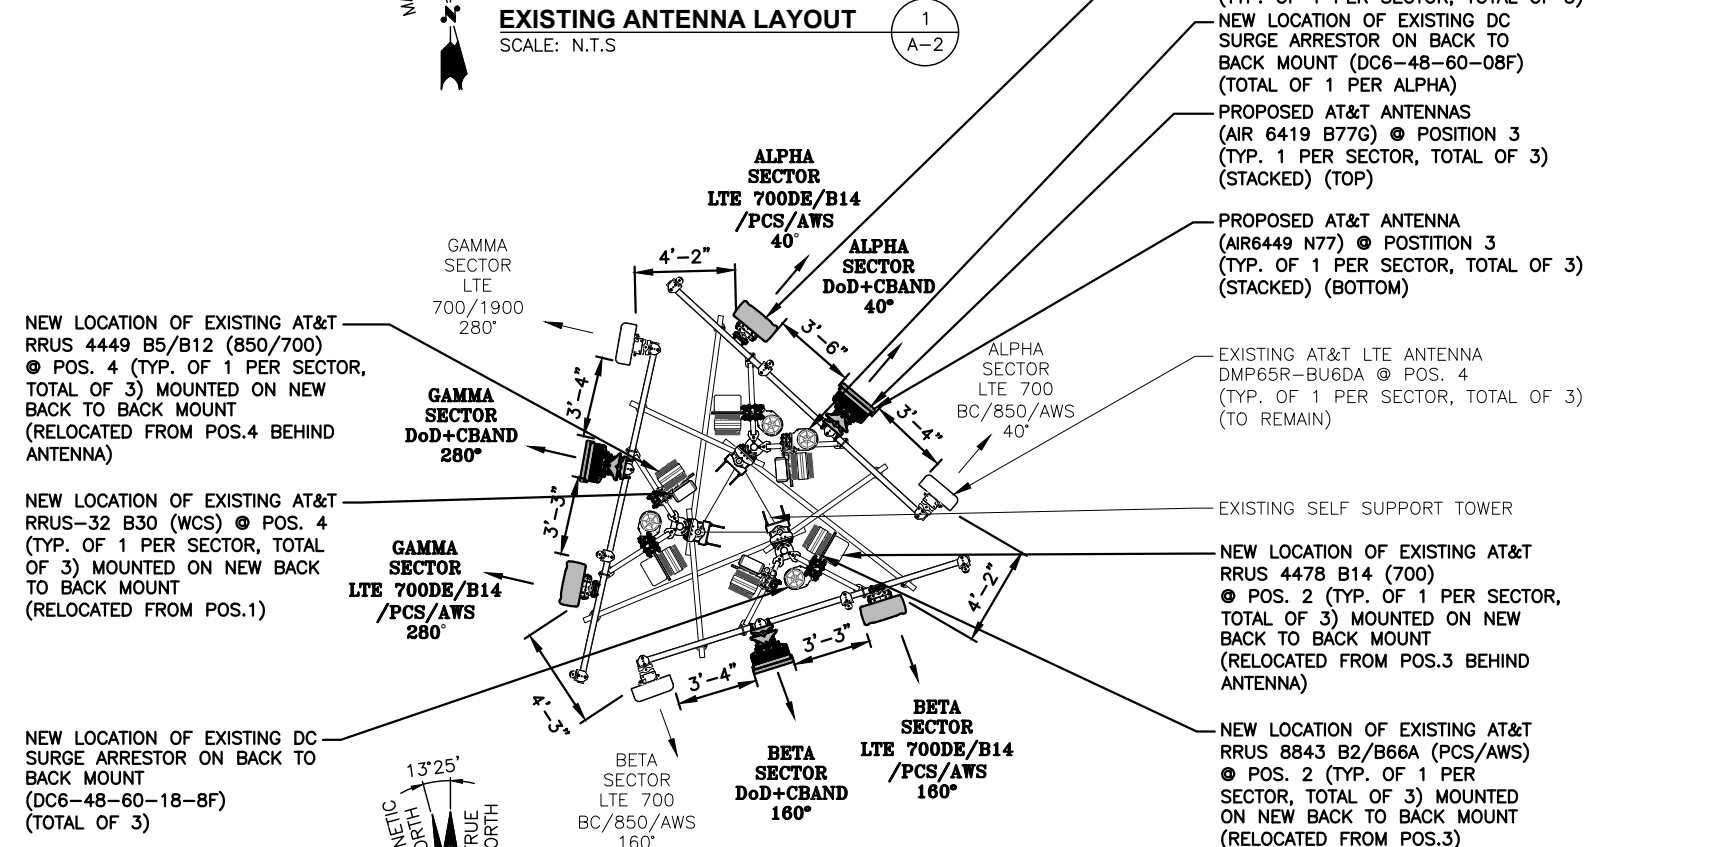 EXISTING ANTENNA LAYOUT
SCALE: N.T.S
1
A-2
(TYP. OF 1 PER SECTOR, TOTAL OF 3)
NEW LOCATION OF EXISTING DC
SURGE ARRESTOR ON BACK TO
BACK MOUNT (DC6-48-60-08F)
(TOTAL OF 1 PER ALPHA)
PROPOSED AT&T ANTENNAS
(AIR 6419 B77G) @ POSITION 3
(TYP. 1 PER SECTOR, TOTAL OF 3)
(STACKED) (TOP)
PROPOSED AT&T ANTENNA
(AIR6449 N77) @ POSTITION 3
(TYP. OF 1 PER SECTOR, TOTAL OF 3)
(STACKED) (BOTTOM)
EXISTING AT&T LTE ANTENNA
DMP65R-BU6DA @ POS. 4
(TYP. OF 1 PER SECTOR, TOTAL OF 3)
(TO REMAIN)
EXISTING SELF SUPPORT TOWER
NEW LOCATION OF EXISTING AT&T
RRUS 4478 B14 (700)
@ POS. 2 (TYP. OF 1 PER SECTOR,
TOTAL OF 3) MOUNTED ON NEW
BACK TO BACK MOUNT
(RELOCATED FROM POS.3 BEHIND
ANTENNA)
NEW LOCATION OF EXISTING AT&T
RRUS 8843 B2/B66A (PCS/AWS)
@ POS. 2 (TYP. OF 1 PER
SECTOR, TOTAL OF 3) MOUNTED
ON NEW BACK TO BACK MOUNT
(RELOCATED FROM POS.3)
ALPHA
SECTOR
LTE 700DE/B14
/PCS/AWS
40°
ALPHA
SECTOR
DoD+CBAND
40°
ALPHA
SECTOR
LTE 700
BC/850/AWS
40°
GAMMA
SECTOR
LTE
700/1900
280°
GAMMA
SECTOR
DoD+CBAND
280°
GAMMA
SECTOR
LTE 700DE/B14
/PCS/AWS
280°
4'-2"
3'-6"
3'-4"
3'-4"
3'-3"
4'-3"
3'-4"
3'-3"
4'-2"
BETA
SECTOR
LTE 700
BC/850/AWS
160°
BETA
SECTOR
DoD+CBAND
160°
BETA
SECTOR
LTE 700DE/B14
/PCS/AWS
160°
NEW LOCATION OF EXISTING AT&T
RRUS 4449 B5/B12 (850/700)
@ POS. 4 (TYP. OF 1 PER SECTOR,
TOTAL OF 3) MOUNTED ON NEW
BACK TO BACK MOUNT
(RELOCATED FROM POS.4 BEHIND
ANTENNA)
NEW LOCATION OF EXISTING AT&T
RRUS-32 B30 (WCS) @ POS. 4
(TYP. OF 1 PER SECTOR, TOTAL
OF 3) MOUNTED ON NEW BACK
TO BACK MOUNT
(RELOCATED FROM POS.1)
NEW LOCATION OF EXISTING DC
SURGE ARRESTOR ON BACK TO
BACK MOUNT
(DC6-48-60-18-8F)
(TOTAL OF 3)
13°25'